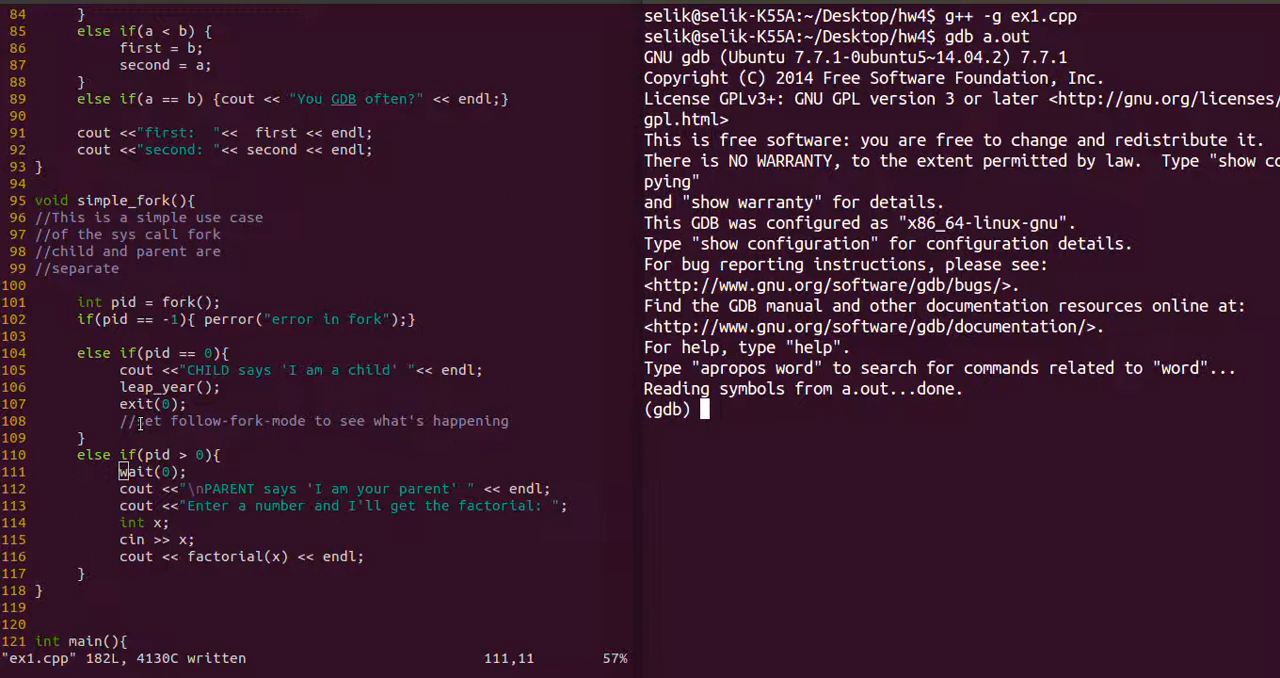 84      }
85      else if(a < b) {
86           first = b;
87           second = a;
88      }
89      else if(a == b) {cout << "You GDB often?" << endl;}
90
91      cout <<"first:  "<<  first << endl;
92      cout <<"second: "<< second << endl;
93 }
94
95 void simple_fork(){
96 //This is a simple use case
97 //of the sys call fork
98 //child and parent are
99 //separate
100
101      int pid = fork();
102      if(pid == -1){ perror("error in fork");}
103
104      else if(pid == 0){
105           cout <<"CHILD says 'I am a child' "<< endl;
106           leap_year();
107           exit(0);
108           //set follow-fork-mode to see what's happening
109      }
110      else if(pid > 0){
111           wait(0);
112           cout <<"\nPARENT says 'I am your parent' " << endl;
113           cout <<"Enter a number and I'll get the factorial: ";
114           int x;
115           cin >> x;
116           cout << factorial(x) << endl;
117      }
118 }
119
120
121 int main(){
"ex1.cpp" 182L, 4130C written                111,11        57%
selik@selik-K55A:~/Desktop/hw4$ g++ -g ex1.cpp
selik@selik-K55A:~/Desktop/hw4$ gdb a.out
GNU gdb (Ubuntu 7.7.1-0ubuntu5~14.04.2) 7.7.1
Copyright (C) 2014 Free Software Foundation, Inc.
License GPLv3+: GNU GPL version 3 or later <http://gnu.org/licenses/
gpl.html>
This is free software: you are free to change and redistribute it.
There is NO WARRANTY, to the extent permitted by law.  Type "show co
pying"
and "show warranty" for details.
This GDB was configured as "x86_64-linux-gnu".
Type "show configuration" for configuration details.
For bug reporting instructions, please see:
<http://www.gnu.org/software/gdb/bugs/>.
Find the GDB manual and other documentation resources online at:
<http://www.gnu.org/software/gdb/documentation/>.
For help, type "help".
Type "apropos word" to search for commands related to "word"...
Reading symbols from a.out...done.
(gdb)